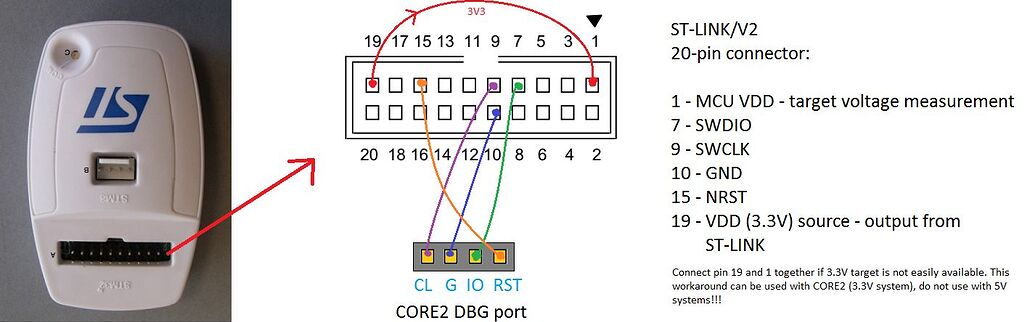 C
B
STM8
A
STM32
3V3
19 17 15 13 11 9 7 5 3 1
20 18 16 14 12 10 8 6 4 2
CL G IO RST
CORE2 DBG port
ST-LINK/V2
20-pin connector:
1 - MCU VDD - target voltage measurement
7 - SWDIO
9 - SWCLK
10 - GND
15 - NRST
19 - VDD (3.3V) source - output from
ST-LINK
Connect pin 19 and 1 together if 3.3V target is not easily available. This
workaround can be used with CORE2 (3.3V system), do not use with 5V
systems!!!